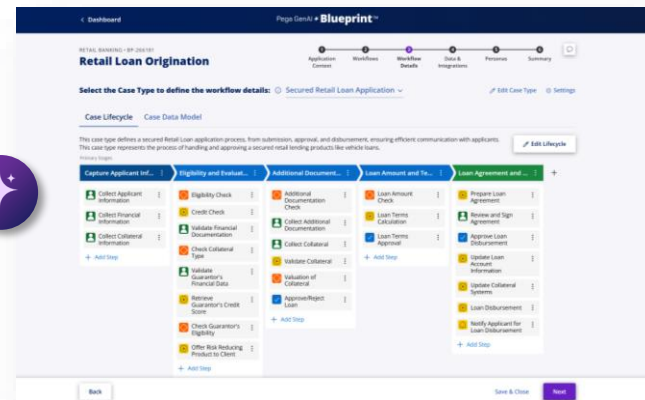 Dashboard
Pega GenAI Blueprint™
RETAIL BANKING - BP-266161
Retail Loan Origination
Application Context
Workflows
Workflow Details
Data & Integrations
Personas
Summary
Select the Case Type to define the workflow details:
Secured Retail Loan Application
Edit Case Type
Settings
Case Lifecycle
Case Data Model
This case type defines a secured Retail Loan application process, from submission, approval, and disbursement, ensuring efficient communication with applicants.
This case type represents the process of handling and approving a secured retail lending products like vehicle loans.
Edit Lifecycle
Primary Stages
Capture Applicant Inf...
Collect Applicant
Information
Collect Financial
Information
Collect Collateral
Information
+ Add Step
Eligibility and Evaluat...
Eligibility Check
Credit Check
Validate Financial
Documentation
Check Collateral
Type
Validate
Guarantor's
Financial Data
Retrieve
Guarantor's Credit
Score
Check Guarantor's
Eligibility
Offer Risk Reducing
Product to Client
+ Add Step
Additional Document...
Additional
Documentation
Check
Collect Additional
Documentation
Collect Collateral
Validate Collateral
Valuation of
Collateral
Approve/Reject
Loan
+ Add Step
Loan Amount and Te...
Loan Amount
Check
Loan Terms
Calculation
Loan Terms
Approval
+ Add Step
Loan Agreement and ...
Prepare Loan
Agreement
Review and Sign
Agreement
Approve Loan
Disbursement
Update Loan
Account
Information
Update Collateral
Systems
Loan Disbursement
Notify Applicant for
Loan Disbursement
+ Add Step
Back
Save & Close
Next